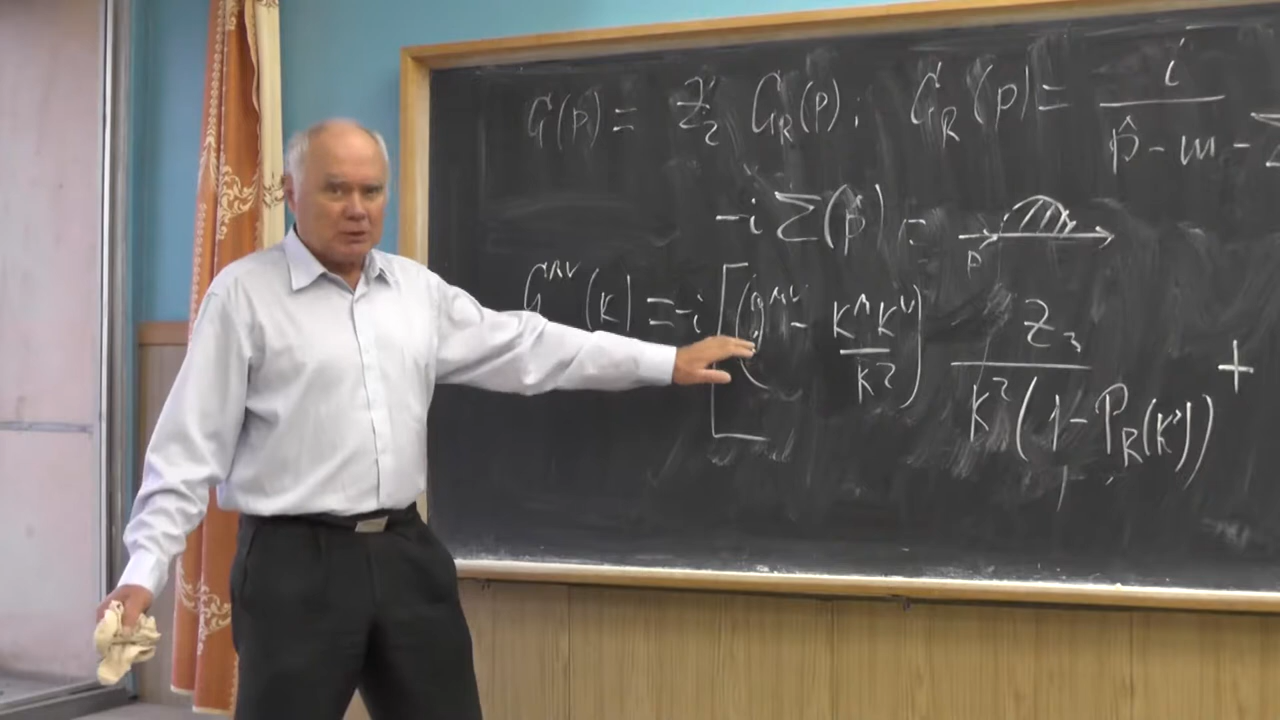 G(p) = Z₂ G_R(p); G_R(p) = i / (p̂ - m - Σ
-i Σ(p̂) =
p
G^{μν}(k) = -i [(g^{μν} - k^μ k^ν / k²) Z₃ / (k²(1 - P_R(k²))) +